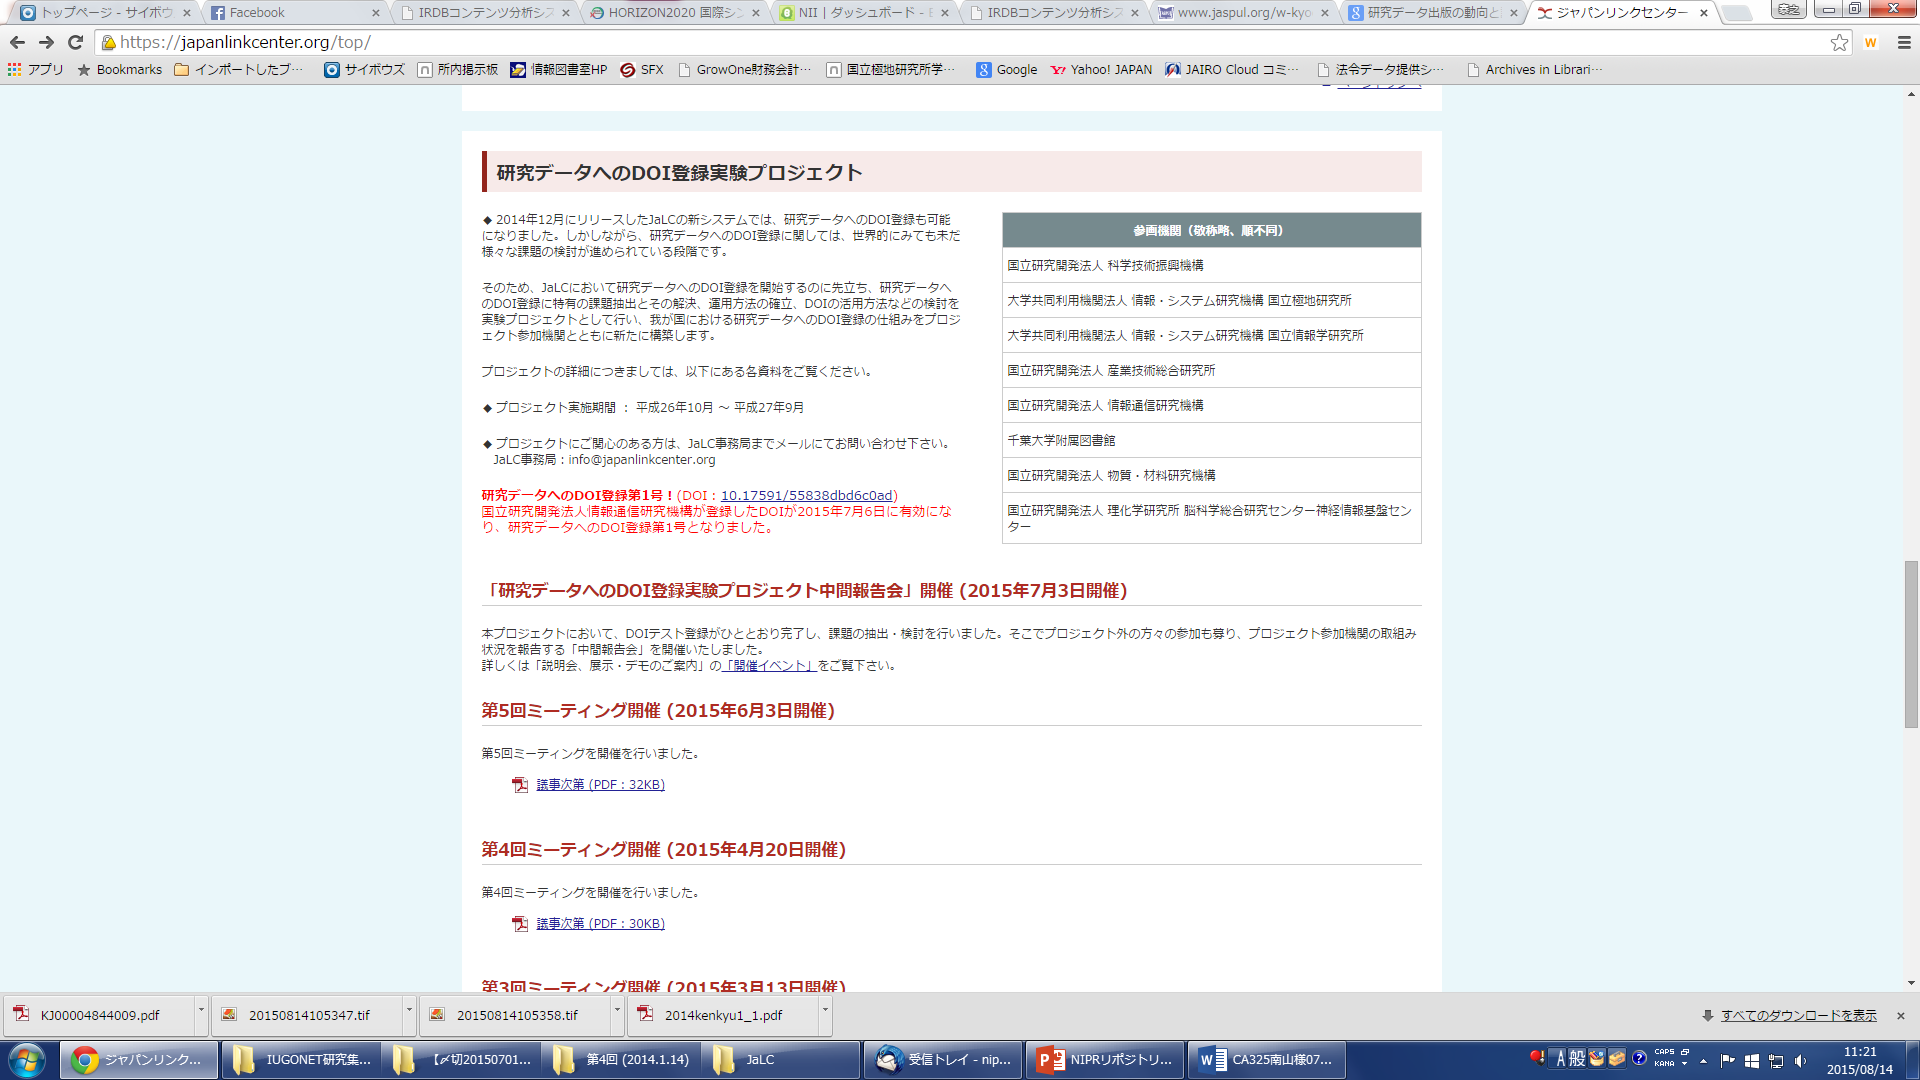 トップページ - サイボウ
Facebook
IRDBコンテンツ分析シス
HORIZON2020 国際シン
NII | ダッシュボード - E
IRDBコンテンツ分析シス
www.jaspul.org/w-kyo
研究データ出版の動向と
ジャパンリンクセンター
https://japanlinkcenter.org/top/
アプリ
Bookmarks
インポートしたブ…
サイボウズ
所内掲示板
情報図書室HP
SFX
GrowOne財務会計…
国立極地研究所学…
Google
Yahoo! JAPAN
JAIRO Cloud コミ…
法令データ提供シ…
Archives in Librari…
研究データへのDOI登録実験プロジェクト
◆ 2014年12月にリリースしたJaLCの新システムでは、研究データへのDOI登録も可能
になりました。しかしながら、研究データへのDOI登録に関しては、世界的にみても未だ
様々な課題の検討が進められている段階です。
そのため、JaLCにおいて研究データへのDOI登録を開始するのに先立ち、研究データへ
のDOI登録に特有の課題抽出とその解決、運用方法の確立、DOIの活用方法などの検討を
実験プロジェクトとして行い、我が国における研究データへのDOI登録の仕組みをプロジ
ェクト参加機関とともに新たに構築します。
プロジェクトの詳細につきましては、以下にある各資料をご覧ください。
◆ プロジェクト実施期間 ： 平成26年10月 ～ 平成27年9月
◆ プロジェクトにご関心のある方は、JaLC事務局までメールにてお問い合わせ下さい。
JaLC事務局：info@japanlinkcenter.org
研究データへのDOI登録第1号！(DOI：10.17591/55838dbd6c0ad)
国立研究開発法人情報通信研究機構が登録したDOIが2015年7月6日に有効にな
り、研究データへのDOI登録第1号となりました。
参画機関（敬称略、順不同）
国立研究開発法人 科学技術振興機構
大学共同利用機関法人 情報・システム研究機構 国立極地研究所
大学共同利用機関法人 情報・システム研究機構 国立情報学研究所
国立研究開発法人 産業技術総合研究所
国立研究開発法人 情報通信研究機構
千葉大学附属図書館
国立研究開発法人 物質・材料研究機構
国立研究開発法人 理化学研究所 脳科学総合研究センター神経情報基盤セン
ター
「研究データへのDOI登録実験プロジェクト中間報告会」開催 (2015年7月3日開催)
本プロジェクトにおいて、DOIテスト登録がひととおり完了し、課題の抽出・検討を行いました。そこでプロジェクト外の方々の参加も募り、プロジェクト参加機関の取組み
状況を報告する「中間報告会」を開催いたしました。
詳しくは「説明会、展示・デモのご案内」の「開催イベント」をご覧下さい。
第5回ミーティング開催 (2015年6月3日開催)
第5回ミーティングを開催を行いました。
議事次第 (PDF：32KB)
第4回ミーティング開催 (2015年4月20日開催)
第4回ミーティングを開催を行いました。
議事次第 (PDF：30KB)
第3回ミーティング開催 (2015年3月13日開催)
KJ00004844009.pdf
20150814105347.tif
20150814105358.tif
2014kenkyu1_1.pdf
すべてのダウンロードを表示
ジャパンリンク...
IUGONET研究集...
【〆切20150701...
第4回 (2014.1.14)
JaLC
受信トレイ - nip...
NIPRリポジトリ...
CA325南山様07...
A 般
CAPS
KANA
11:21
2015/08/14